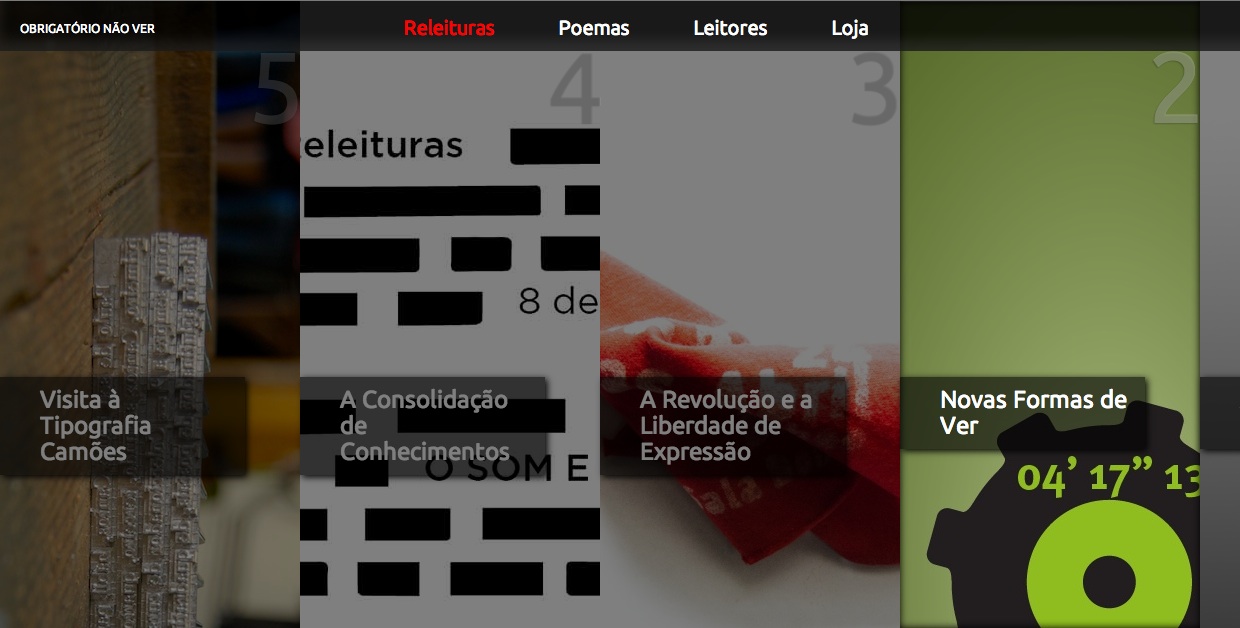 OBRIGATÓRIO NÃO VER
Releituras
Poemas
Leitores
Loja
5
4
3
2
eleituras
8 de
Visita à
Tipografia
Camões
A Consolidação
de
Conhecimentos
O SOM E
A Revolução e a
Liberdade de
Expressão
Novas Formas de
Ver
04’ 17” 13